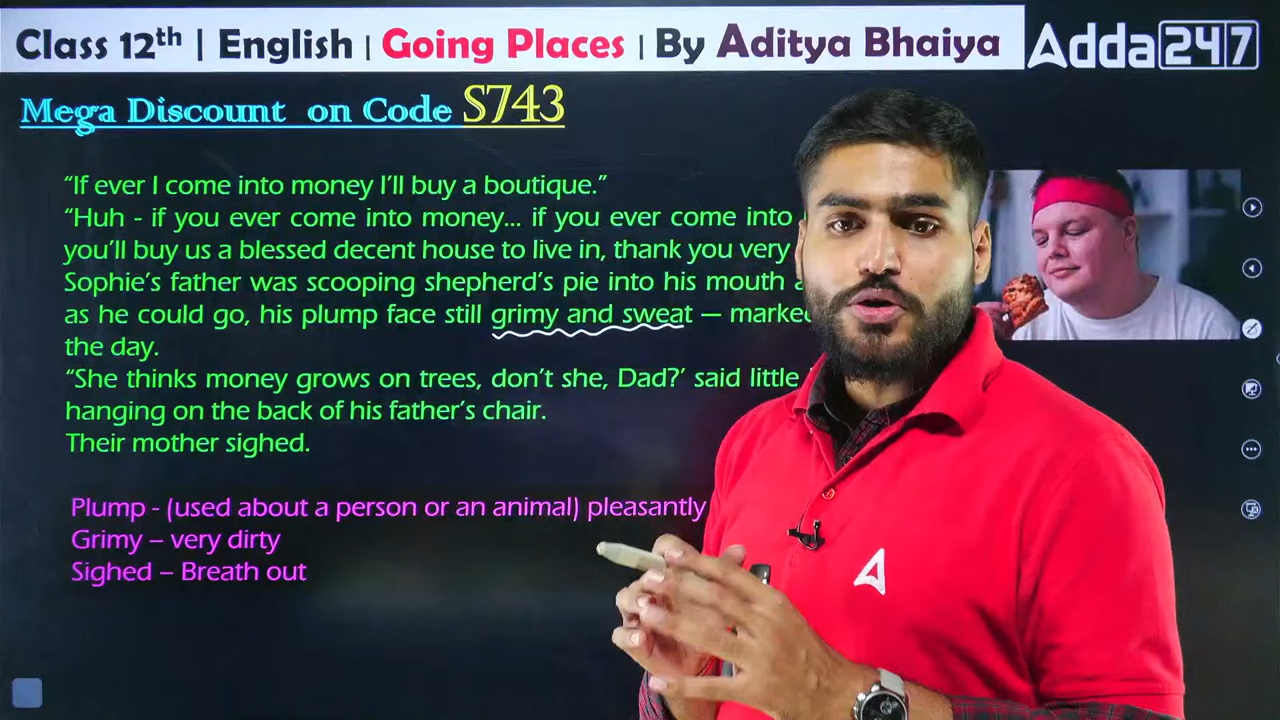 Class 12th | English | Going Places | By Aditya Bhaiya
Adda247
Mega Discount on Code S743
“If ever I come into money I’ll buy a boutique.”
“Huh - if you ever come into money... if you ever come into
you’ll buy us a blessed decent house to live in, thank you very
Sophie’s father was scooping shepherd’s pie into his mouth
as he could go, his plump face still grimy and sweat — marked
the day.
“She thinks money grows on trees, don’t she, Dad?’ said little
hanging on the back of his father’s chair.
Their mother sighed.
Plump - (used about a person or an animal) pleasantly
Grimy – very dirty
Sighed – Breath out